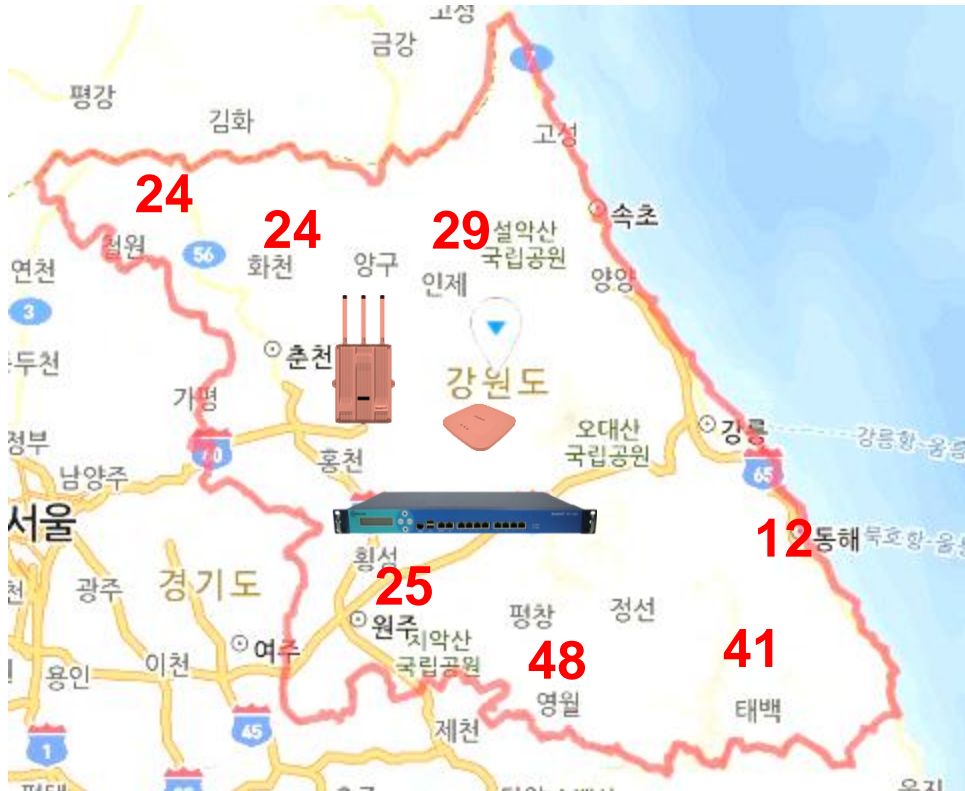 고성
금강
7
평강
김화
고성
24
속초
24
29
설악산
국립공원
철원
56
화천
양구
연천
인제
양양
3
두천
춘천
강원도
가평
오대산
국립공원
강릉
강릉항-울릉
정부
홍천
남양주
65
서울
12
동해
묵호항-울릉
횡성
경기도
25
광주
평창
정선
원주
치악산
국립공원
여주
48
41
이천
용인
영월
태백
45
제천
1
울진